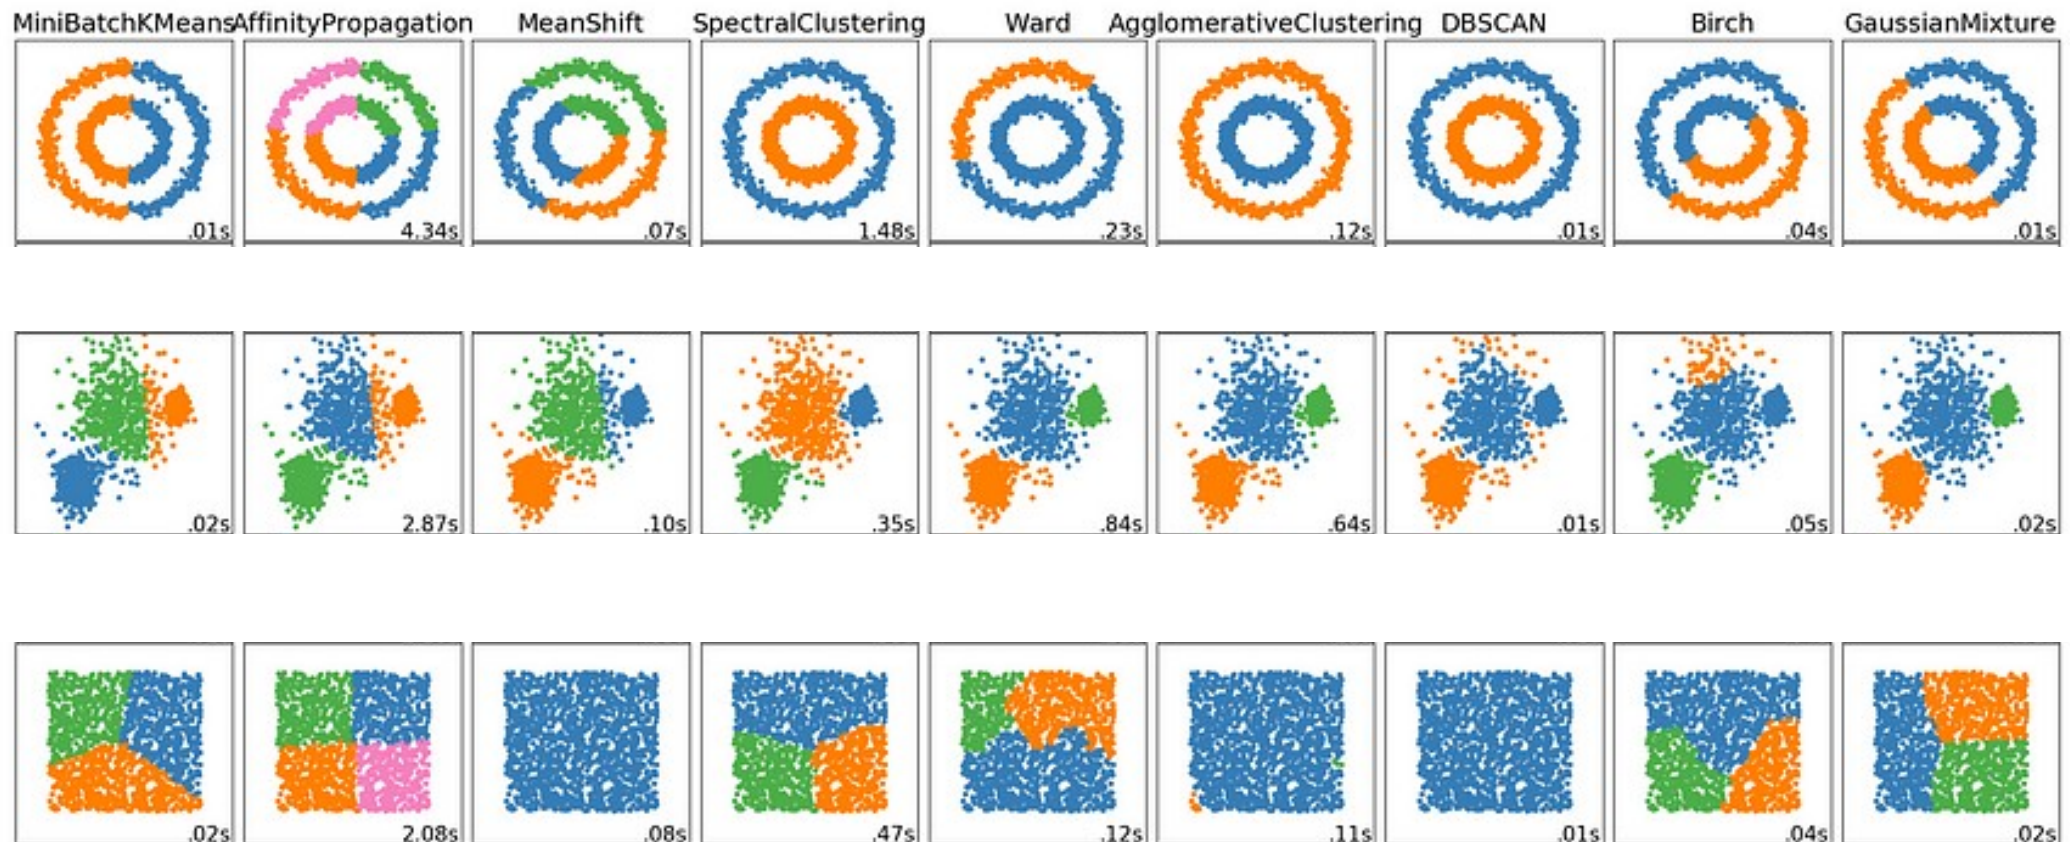 MiniBatchKMeans AffinityPropagation MeanShift SpectralClustering Ward AgglomerativeClustering DBSCAN Birch GaussianMixture
.01s 4.34s .07s 1.48s .23s .12s .01s .04s .01s
.02s 2.87s .10s .35s .84s .64s .01s .05s .02s
.02s 2.08s .08s .47s .12s .11s .01s .04s .02s